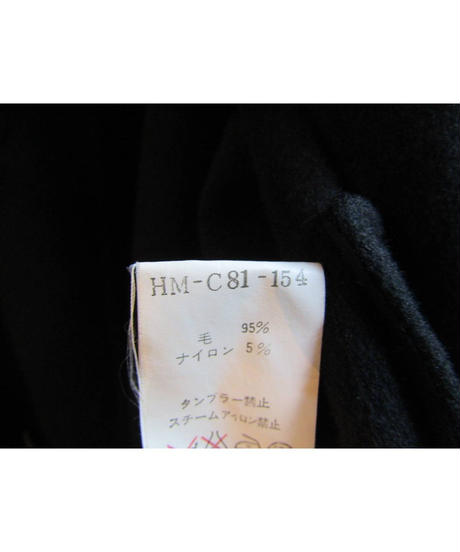 HM-C81-154
毛 95%
ナイロン 5%
タンブラー禁止
スチームアイロン禁止